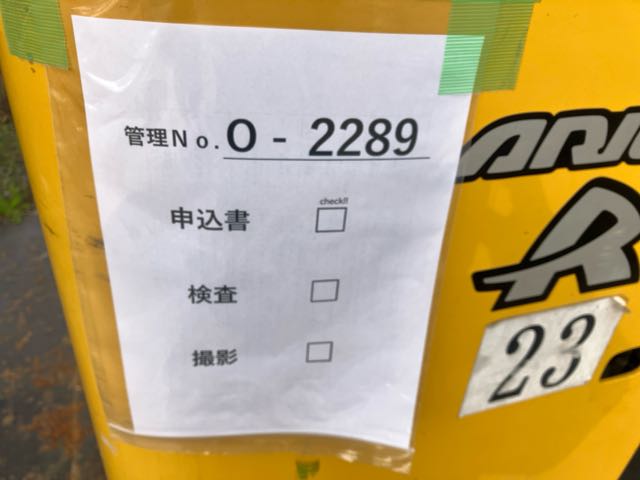 管理No. O - 2289
check!!
申込書 □
検査 □
撮影 □
R
23